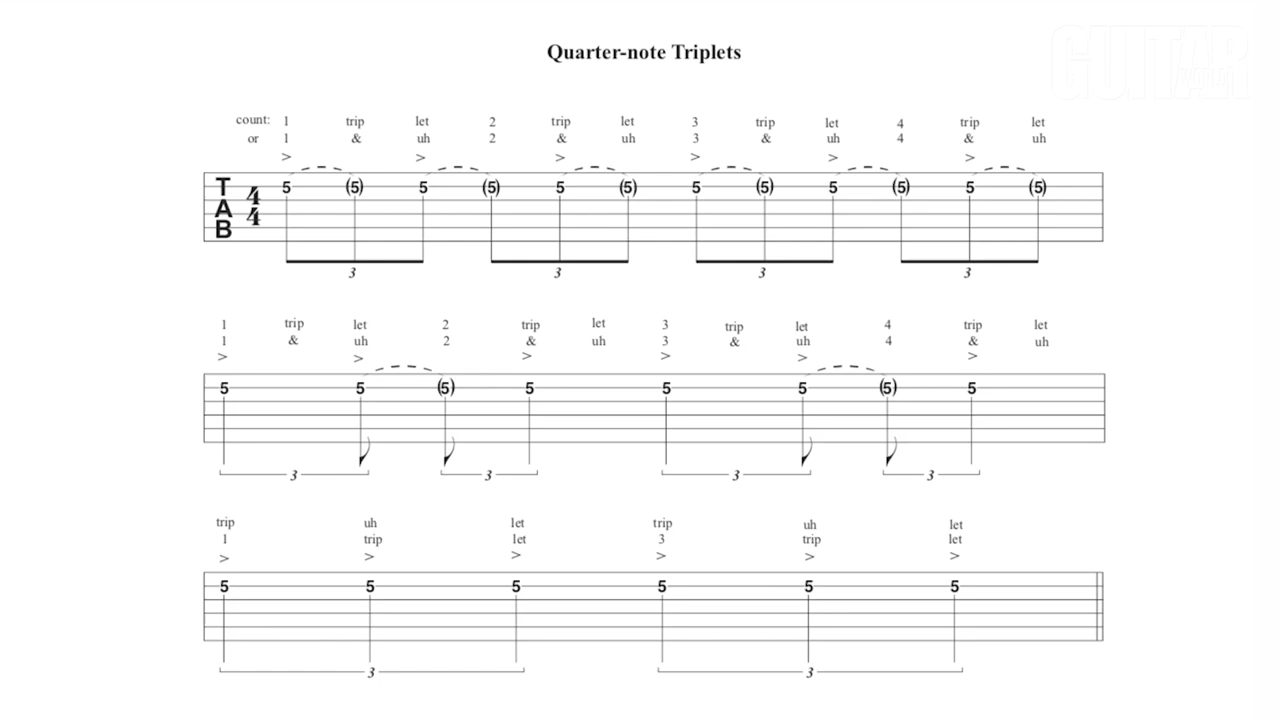 Quarter-note Triplets
GUITAR
count: 1 trip let 2 trip let 3 trip let 4 trip let
or 1 & uh 2 & uh 3 & uh 4 & uh
> > > > > >
T A B 4 4 5 (5) 5 (5) 5 (5) 5 (5) 5 (5) 5 (5)
3 3 3 3
1 trip let 2 trip let 3 trip let 4 trip let
1 & uh 2 & uh 3 & uh 4 & uh
> > > > > >
5 5 (5) 5 5 5 (5) 5
3 3 3 3
trip uh let trip uh let
1 trip let 3 trip let
> > > > > >
5 5 5 5 5 5
3 3